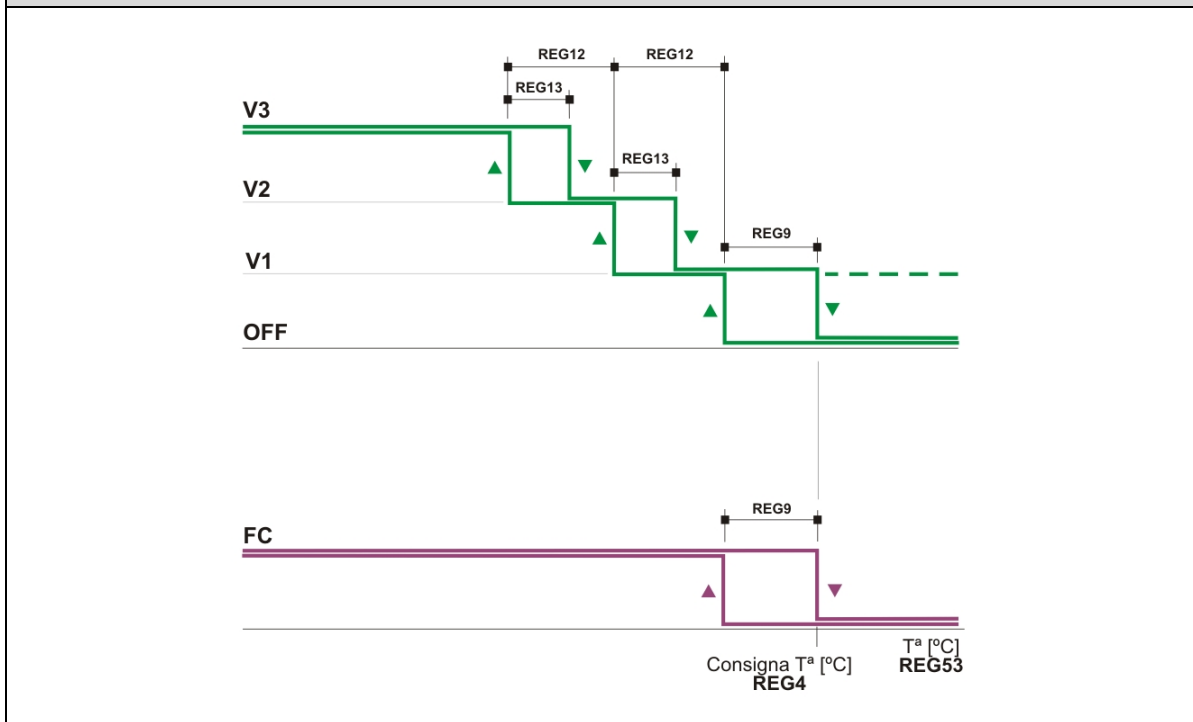 REG12 REG12
REG13
V3
REG13
V2
REG9
V1
OFF
REG9
FC
Consigna Tª [ºC]
REG4
Tª [ºC]
REG53